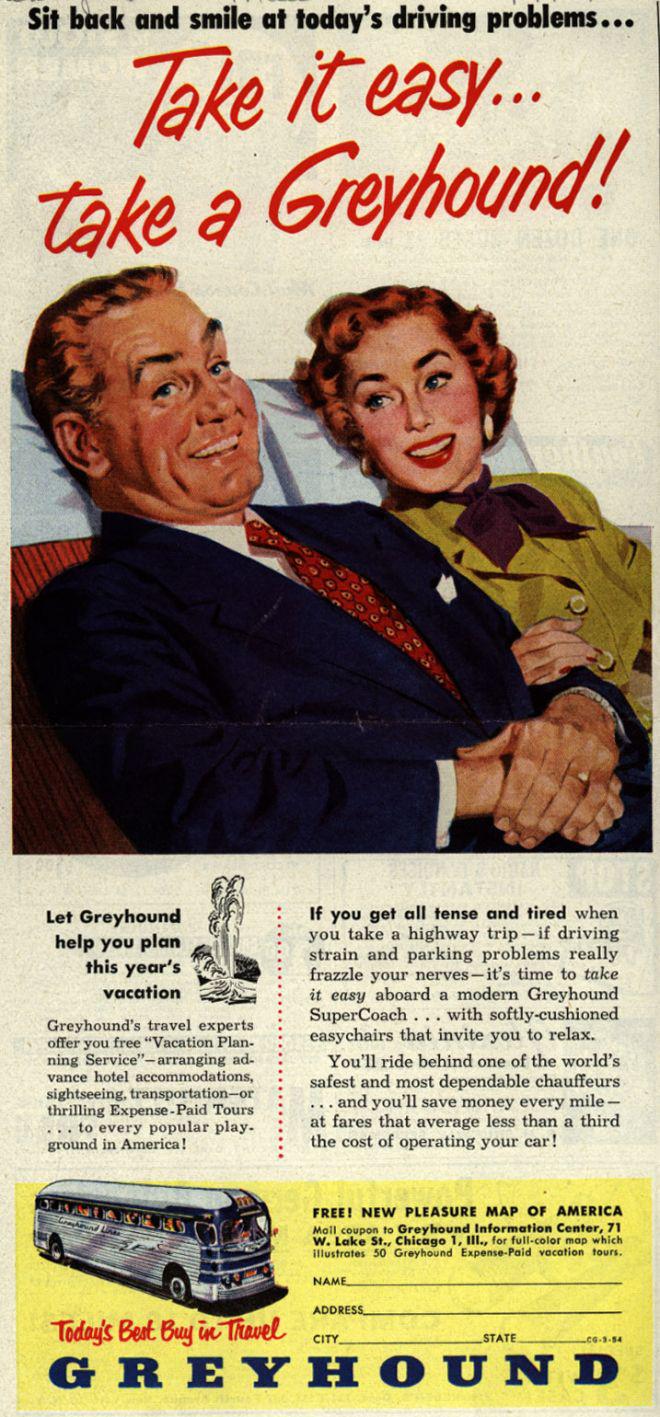 Sit back and smile at today's driving problems...
Take it easy...
take a Greyhound!
Let Greyhound
help you plan
this year's
vacation
Greyhound's travel experts
offer you free "Vacation Plan-
ning Service"—arranging ad-
vance hotel accommodations,
sightseeing, transportation—or
thrilling Expense-Paid Tours
. . . to every popular play-
ground in America!
If you get all tense and tired when
you take a highway trip—if driving
strain and parking problems really
frazzle your nerves—it's time to take
it easy aboard a modern Greyhound
SuperCoach . . . with softly-cushioned
easychairs that invite you to relax.
You'll ride behind one of the world's
safest and most dependable chauffeurs
. . . and you'll save money every mile—
at fares that average less than a third
the cost of operating your car!
Greyhound Lines
Today's Best Buy in Travel
FREE! NEW PLEASURE MAP OF AMERICA
Mail coupon to Greyhound Information Center, 71
W. Lake St., Chicago 1, Ill., for full-color map which
illustrates 50 Greyhound Expense-Paid vacation tours.
NAME
ADDRESS
CITY STATE CG-3-54
GREYHOUND